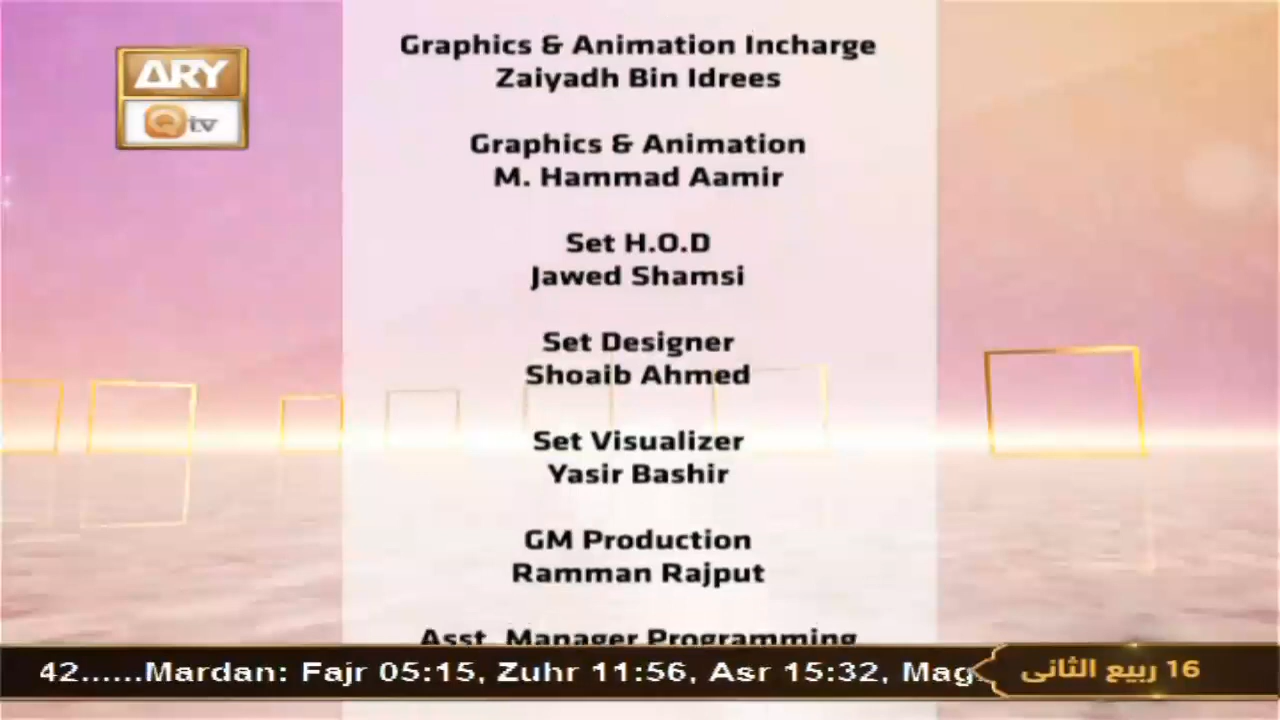 ARY
Qtv
Graphics & Animation Incharge
Zaiyadh Bin Idrees
Graphics & Animation
M. Hammad Aamir
Set H.O.D
Jawed Shamsi
Set Designer
Shoaib Ahmed
Set Visualizer
Yasir Bashir
GM Production
Ramman Rajput
Asst. Manager Programming
42......Mardan: Fajr 05:15, Zuhr 11:56, Asr 15:32, Mag
16 ربیع الثانی